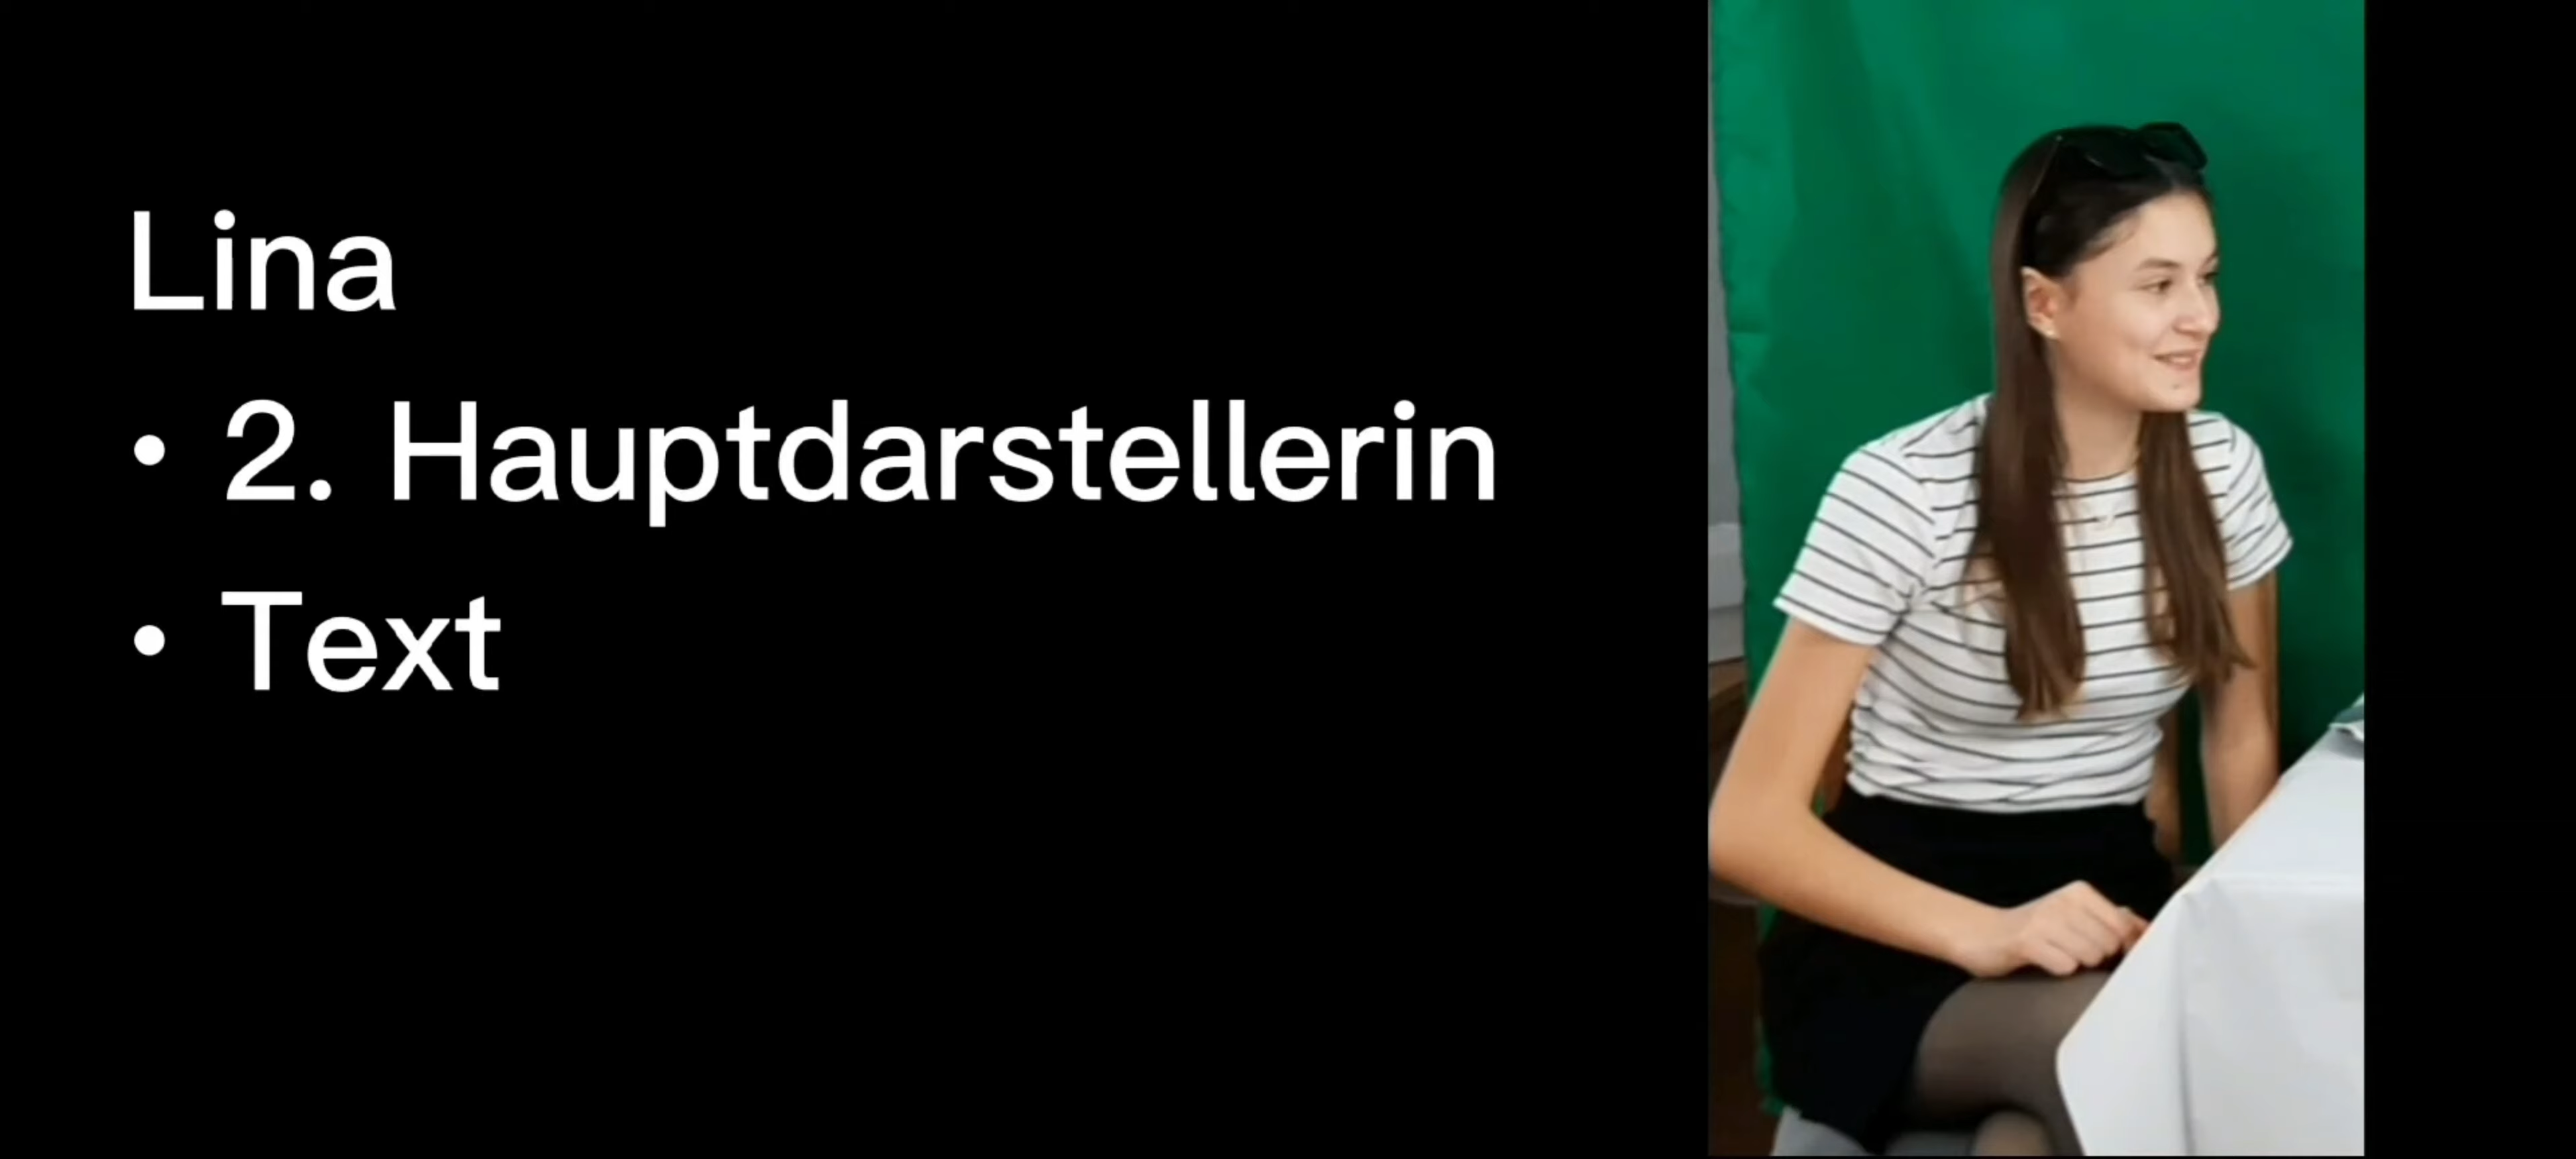 Lina
• 2. Hauptdarstellerin
• Text